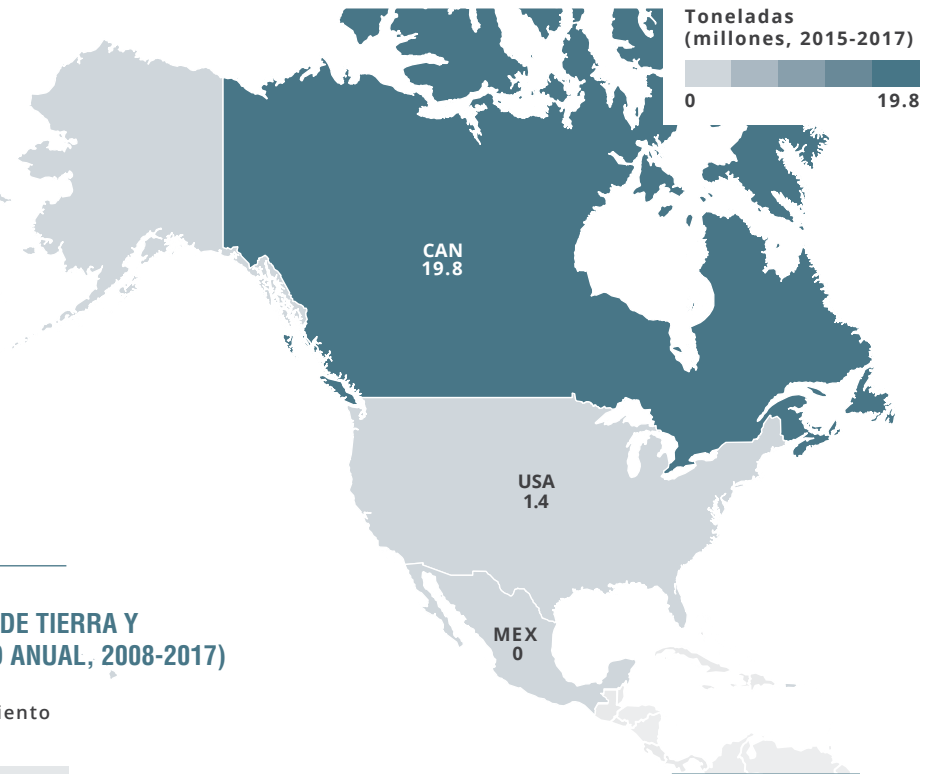 Toneladas
(millones, 2015-2017)
0 19.8
CAN
19.8
USA
1.4
MEX
0
DE TIERRA Y
ANUAL, 2008-2017)